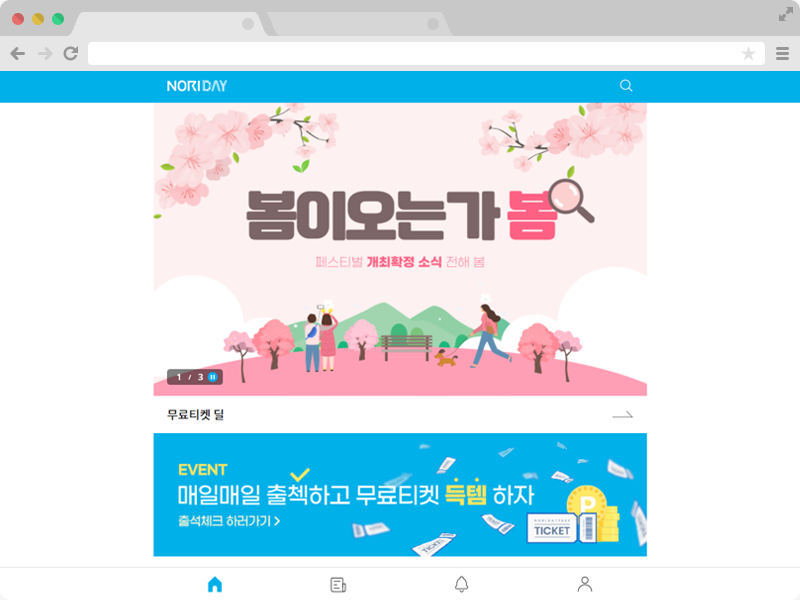 NORIDAY
봄이오는가 봄
페스티벌 개최확정 소식 전해 봄
1 / 3
무료티켓 딜
EVENT
매일매일 출첵하고 무료티켓 득템 하자
출석체크 하러가기 >
P
TICKET
TICKET